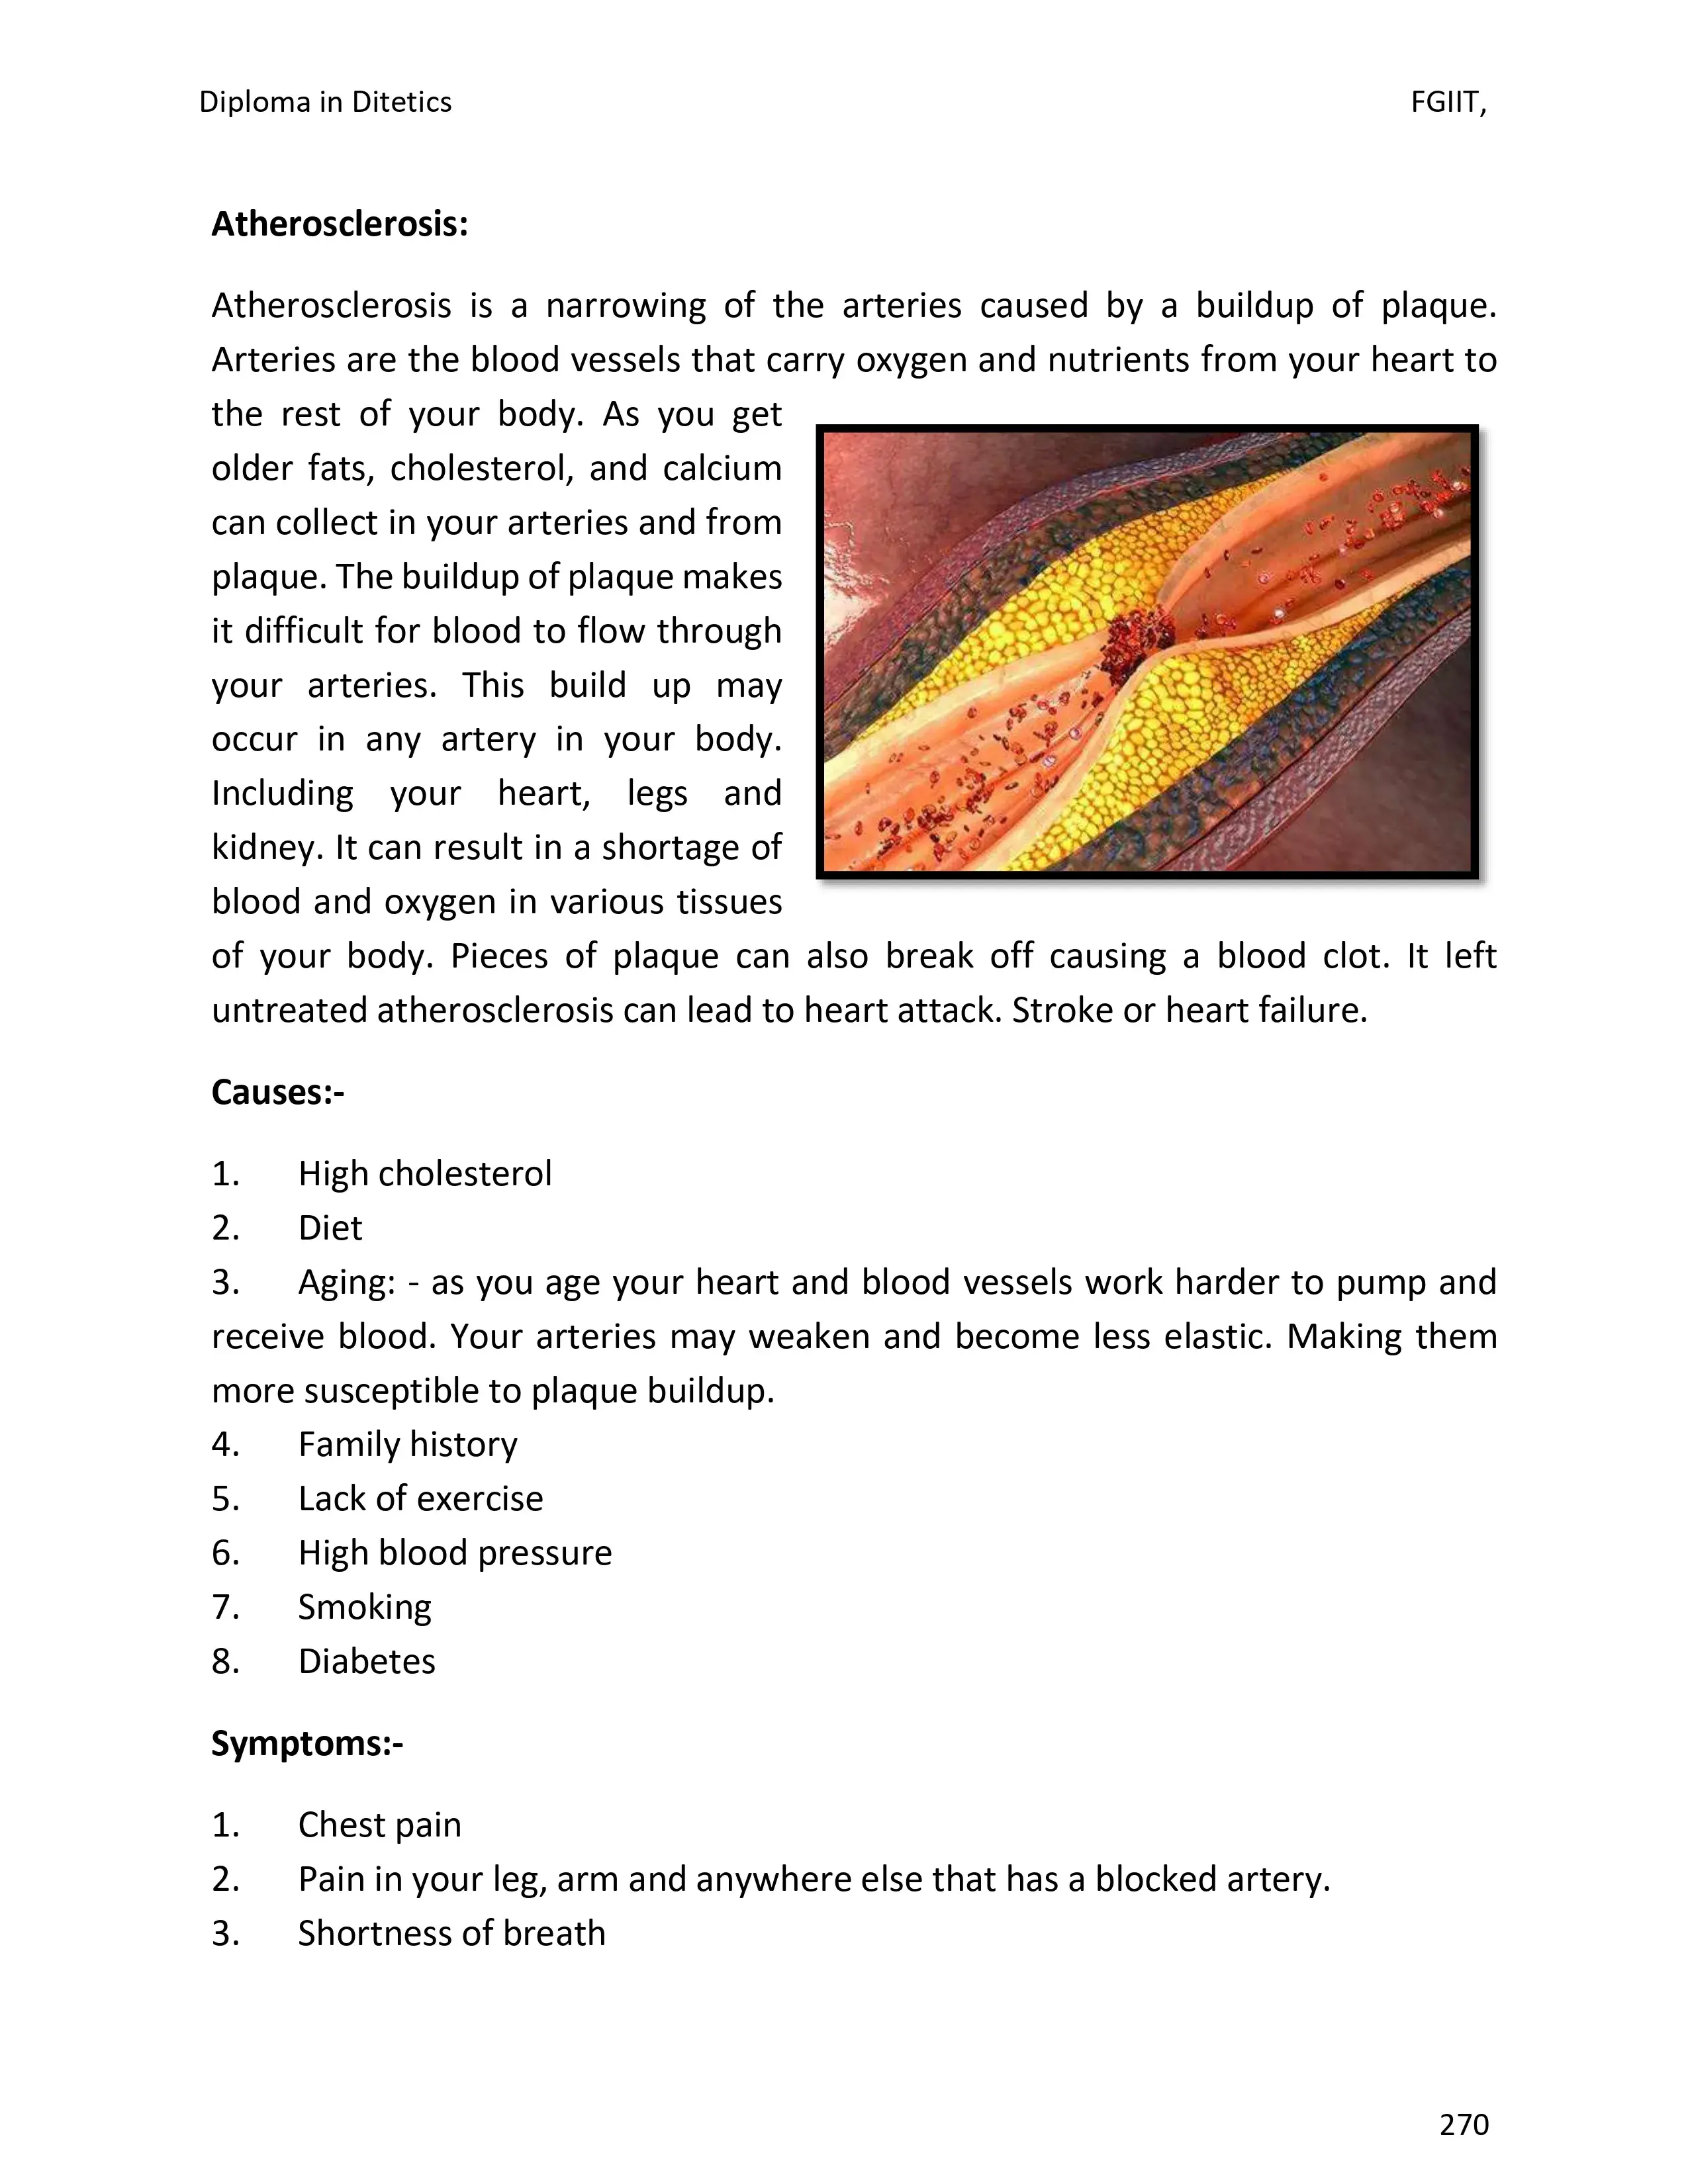 Diploma in Ditetics FGIIT,
Atherosclerosis:
Atherosclerosis is a narrowing of the arteries caused by a buildup of plaque.
Arteries are the blood vessels that carry oxygen and nutrients from your heart to
the rest of your body. As you get
older fats, cholesterol, and calcium
can collect in your arteries and from
plaque. The buildup of plaque makes
it difficult for blood to flow through
your arteries. This build up may
occur in any artery in your body.
Including your heart, legs and
kidney. It can result in a shortage of
blood and oxygen in various tissues
of your body. Pieces of plaque can also break off causing a blood clot. It left
untreated atherosclerosis can lead to heart attack. Stroke or heart failure.
Causes:-
1. High cholesterol
2. Diet
3. Aging: - as you age your heart and blood vessels work harder to pump and
receive blood. Your arteries may weaken and become less elastic. Making them
more susceptible to plaque buildup.
4. Family history
5. Lack of exercise
6. High blood pressure
7. Smoking
8. Diabetes
Symptoms:-
1. Chest pain
2. Pain in your leg, arm and anywhere else that has a blocked artery.
3. Shortness of breath
270